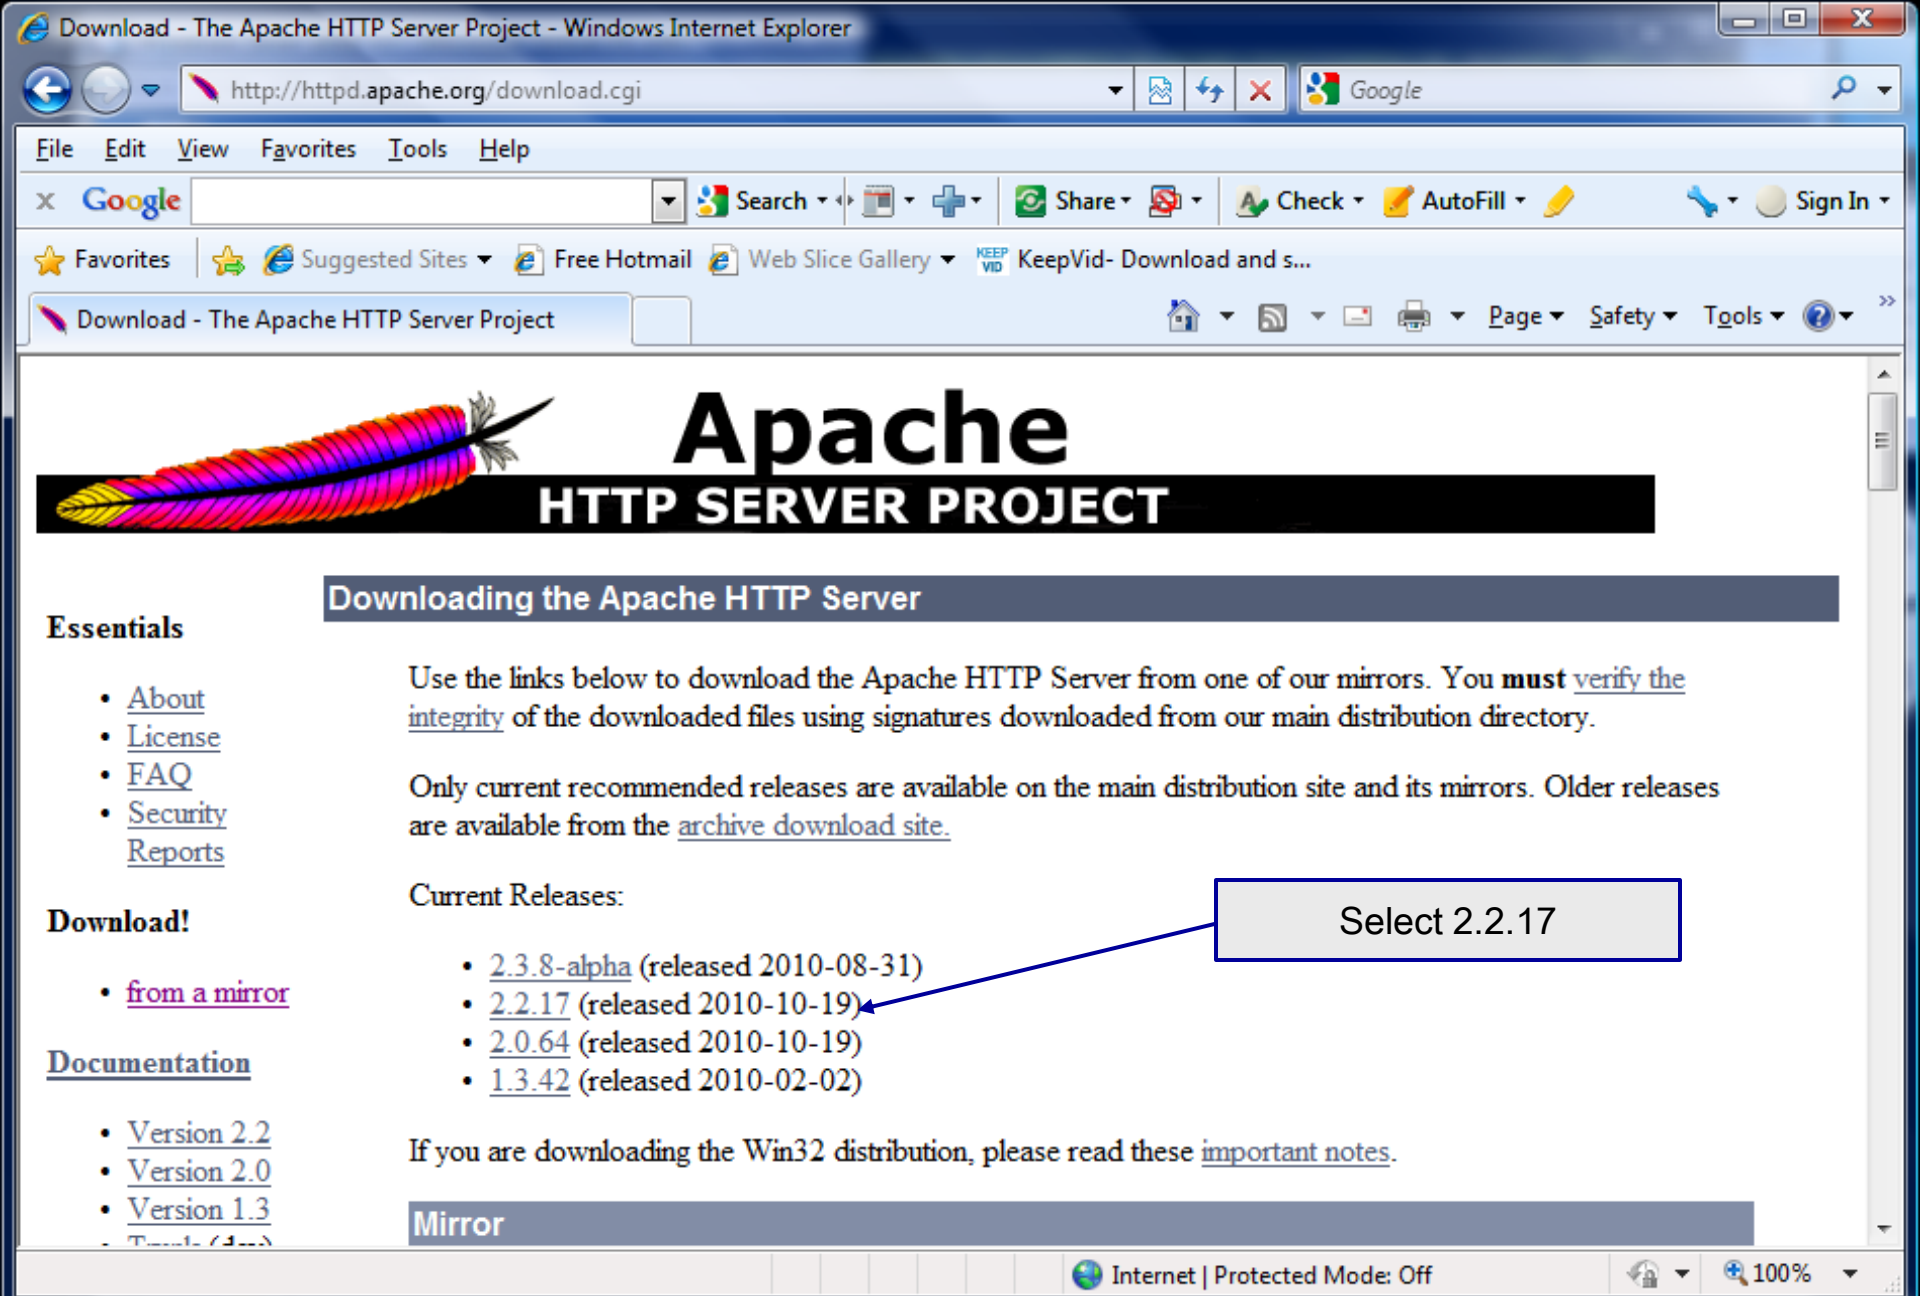 Download - The Apache HTTP Server Project - Windows Internet Explorer
http://httpd.apache.org/download.cgi
Google
File Edit View Favorites Tools Help
x Google Search Share Check AutoFill Sign In
Favorites Suggested Sites Free Hotmail Web Slice Gallery KEEP VID KeepVid- Download and s...
Download - The Apache HTTP Server Project Page Safety Tools »
Apache
HTTP SERVER PROJECT
Downloading the Apache HTTP Server
Essentials
• About
• License
• FAQ
• Security
Reports
Download!
• from a mirror
Documentation
• Version 2.2
• Version 2.0
• Version 1.3
Use the links below to download the Apache HTTP Server from one of our mirrors. You must verify the
integrity of the downloaded files using signatures downloaded from our main distribution directory.
Only current recommended releases are available on the main distribution site and its mirrors. Older releases
are available from the archive download site.
Current Releases:
• 2.3.8-alpha (released 2010-08-31)
• 2.2.17 (released 2010-10-19)
• 2.0.64 (released 2010-10-19)
• 1.3.42 (released 2010-02-02)
Select 2.2.17
If you are downloading the Win32 distribution, please read these important notes.
Mirror
Internet | Protected Mode: Off
100%